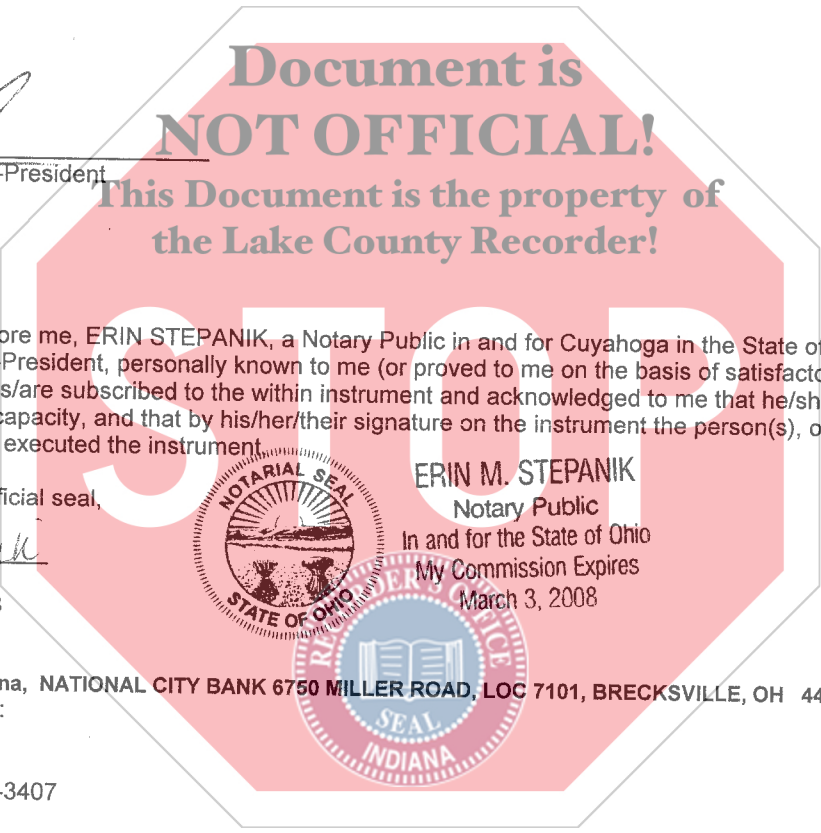 Document is
NOT OFFICIAL!
-President
This Document is the property of
the Lake County Recorder!
STOP
ore me, ERIN STEPANIK, a Notary Public in and for Cuyahoga in the State of
-President, personally known to me (or proved to me on the basis of satisfacto
s/are subscribed to the within instrument and acknowledged to me that he/sh
capacity, and that by his/her/their signature on the instrument the person(s), o
executed the instrument.
ficial seal,
NOTARIAL SEAL
STATE OF OHIO
ERIN M. STEPANIK
Notary Public
In and for the State of Ohio
My Commission Expires
March 3, 2008
RECORDER'S OFFICE
SEAL
INDIANA
na, NATIONAL CITY BANK 6750 MILLER ROAD, LOC 7101, BRECKSVILLE, OH 44
:
-3407